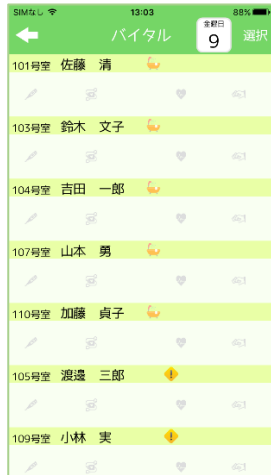 SIMなし 13:03 88%
バイタル 金曜日 9 選択
101号室 佐藤 清
103号室 鈴木 文子
104号室 吉田 一郎
107号室 山本 勇
110号室 加藤 貞子
105号室 渡邉 三郎
109号室 小林 実